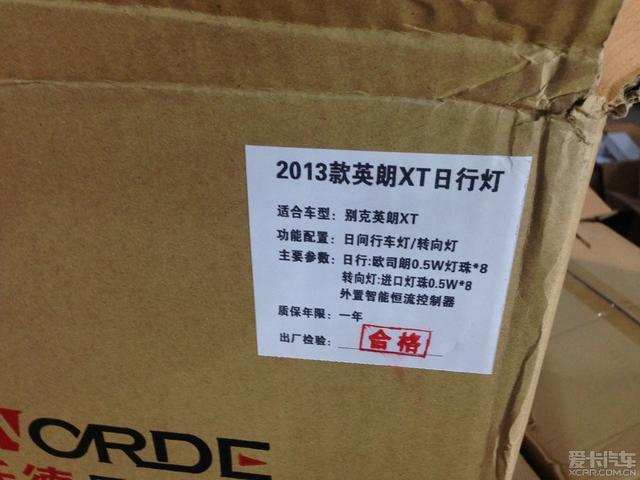 2013款英朗XT日行灯
适合车型：别克英朗XT
功能配置：日间行车灯/转向灯
主要参数：日行:欧司朗0.5W灯珠*8
转向灯:进口灯珠0.5W*8
外置智能恒流控制器
质保年限：一年
出厂检验：合格
CARDE
德
爱卡汽车
XCPR.COM.CN